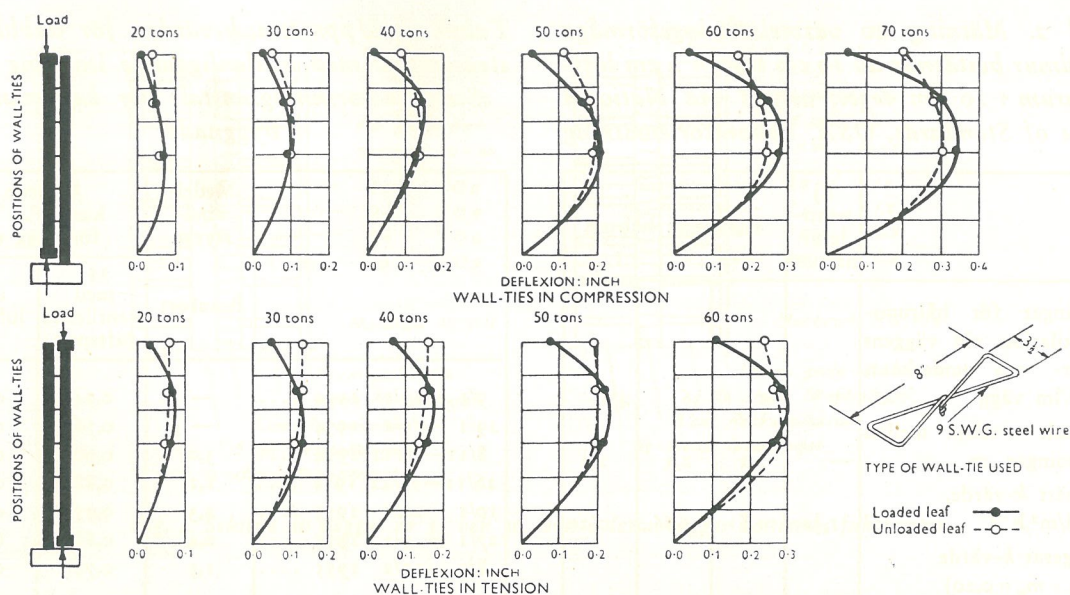 Load
20 tons
30 tons
40 tons
50 tons
60 tons
70 tons
POSITIONS OF WALL-TIES
0·0 0·1
0·0 0·1 0·2
0·0 0·1 0·2
0·0 0·1 0·2
0·0 0·1 0·2 0·3
0·0 0·1 0·2 0·3 0·4
DEFLEXION: INCH
WALL-TIES IN COMPRESSION
Load
20 tons
30 tons
40 tons
50 tons
60 tons
POSITIONS OF WALL-TIES
0·0 0·1
0·0 0·1 0·2
0·0 0·1 0·2
0·0 0·1 0·2
0·0 0·1 0·2 0·3
DEFLEXION: INCH
WALL-TIES IN TENSION
8"
3½"
9 S.W.G. steel wire
TYPE OF WALL-TIE USED
Loaded leaf
Unloaded leaf